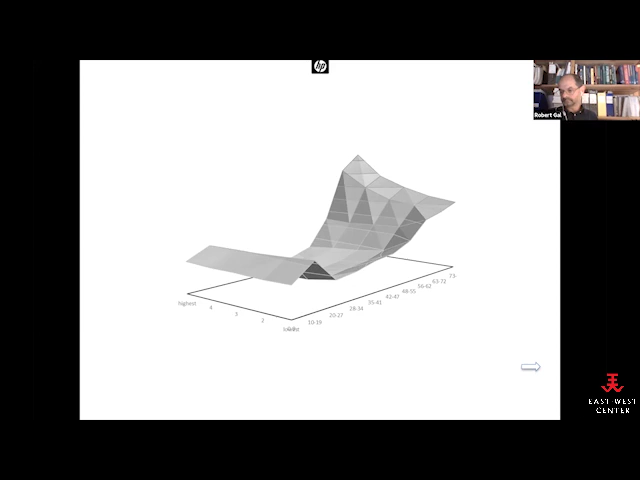 hp
Robert Gal
highest
4
3
2
10-19
20-27
28-34
35-41
42-47
48-55
56-62
63-72
73-
EAST-WEST
CENTER